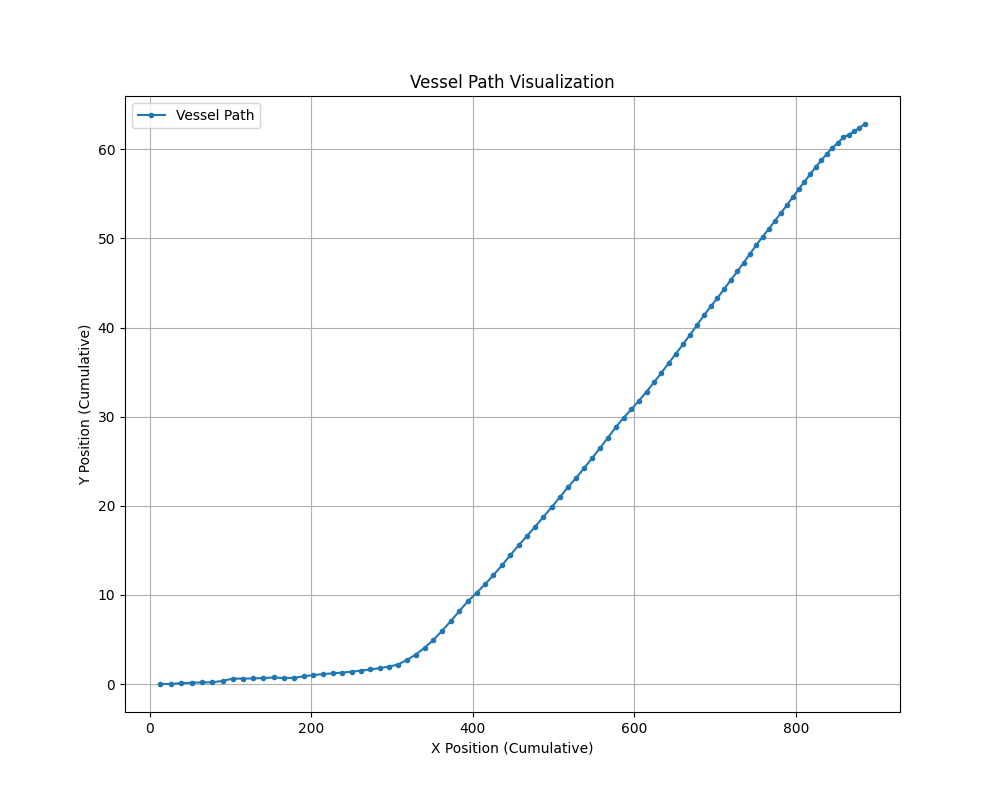 Vessel Path Visualization
Vessel Path
60
50
40
30
20
10
0
Y Position (Cumulative)
0 200 400 600 800
X Position (Cumulative)